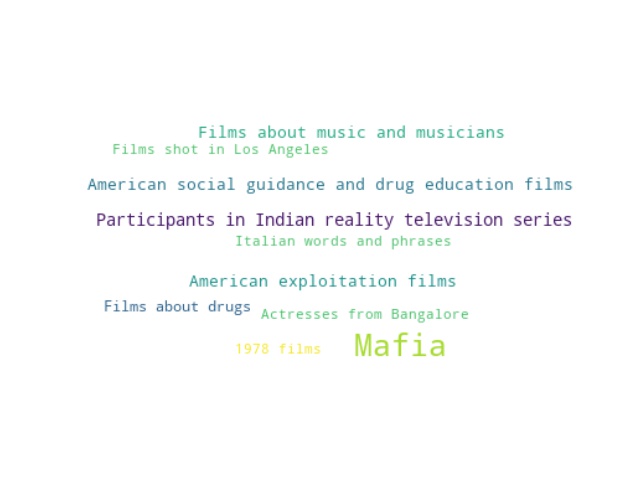 Films about music and musicians
Films shot in Los Angeles
American social guidance and drug education films
Participants in Indian reality television series
Italian words and phrases
American exploitation films
Films about drugs
Actresses from Bangalore
1978 films
Mafia